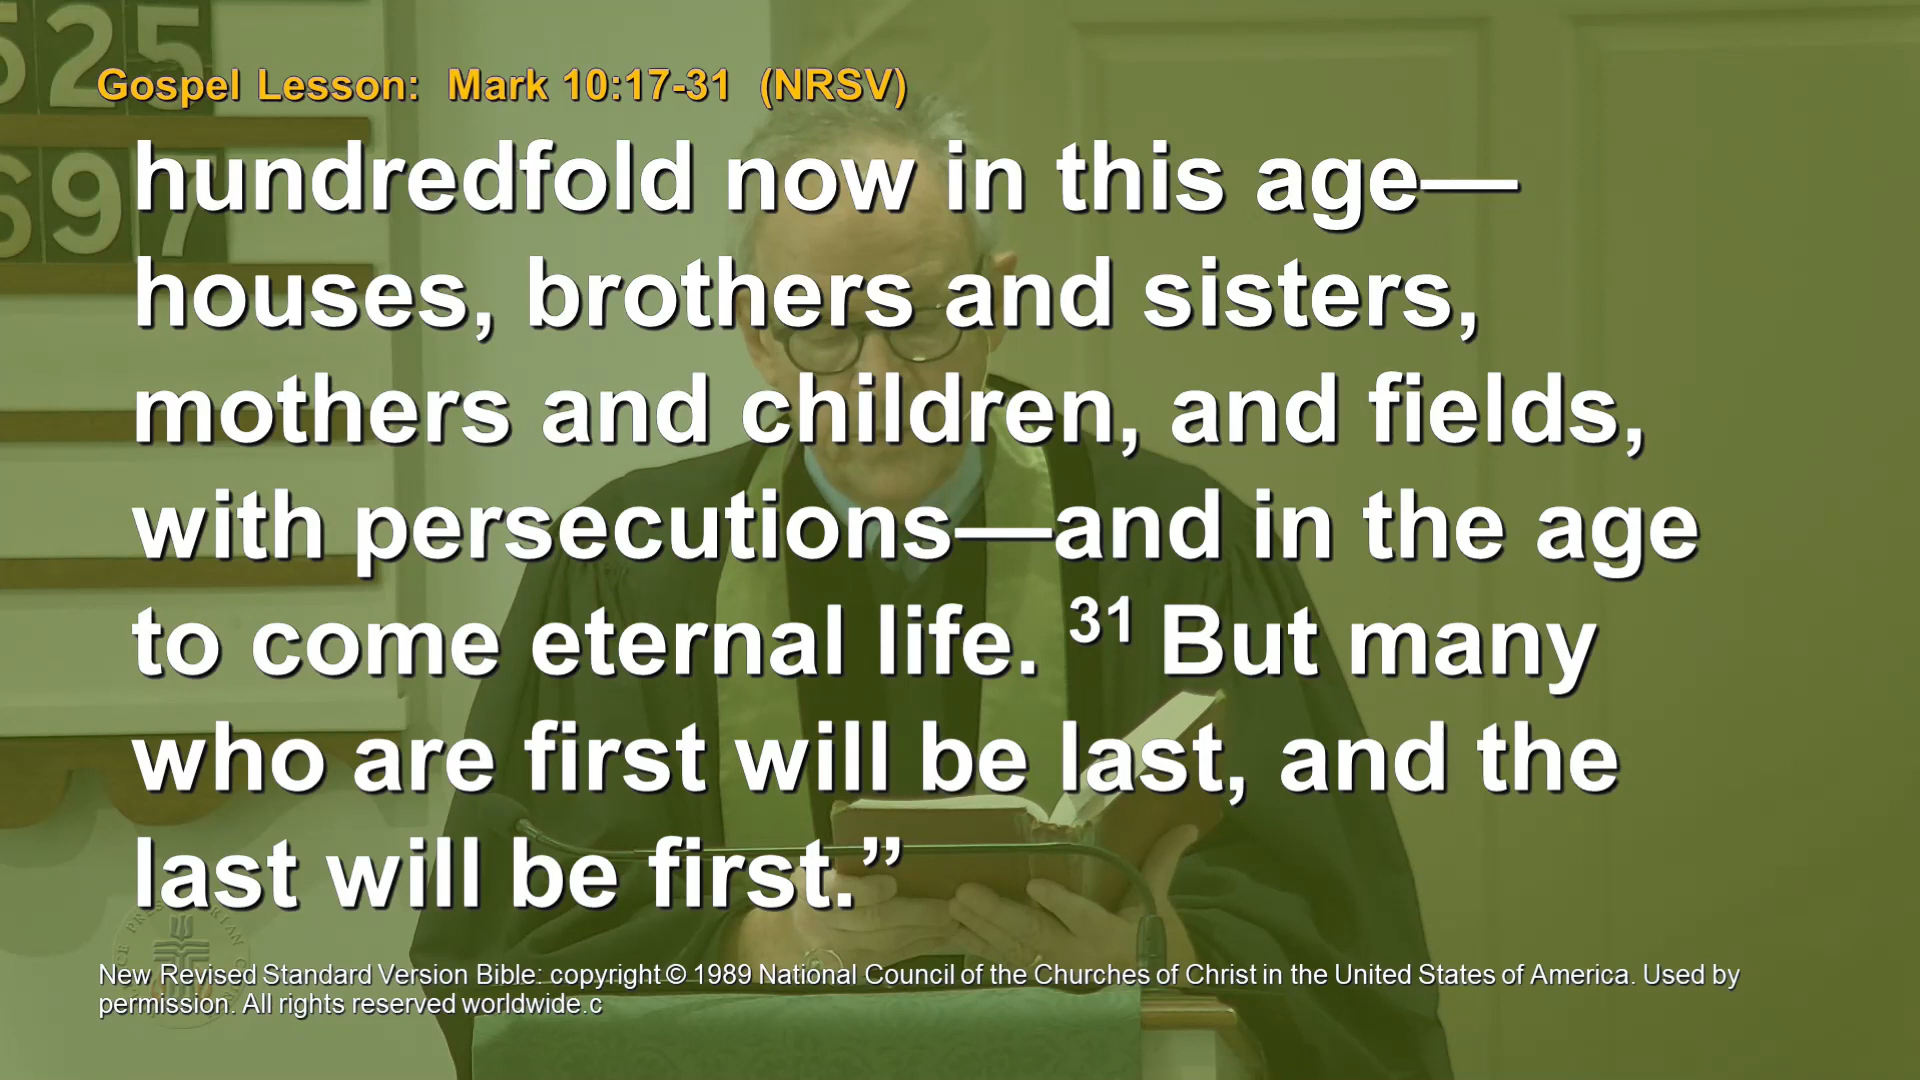 525
697
Gospel Lesson: Mark 10:17-31 (NRSV)
hundredfold now in this age—
houses, brothers and sisters,
mothers and children, and fields,
with persecutions—and in the age
to come eternal life. 31 But many
who are first will be last, and the
last will be first.”
New Revised Standard Version Bible: copyright © 1989 National Council of the Churches of Christ in the United States of America. Used by
permission. All rights reserved worldwide.c